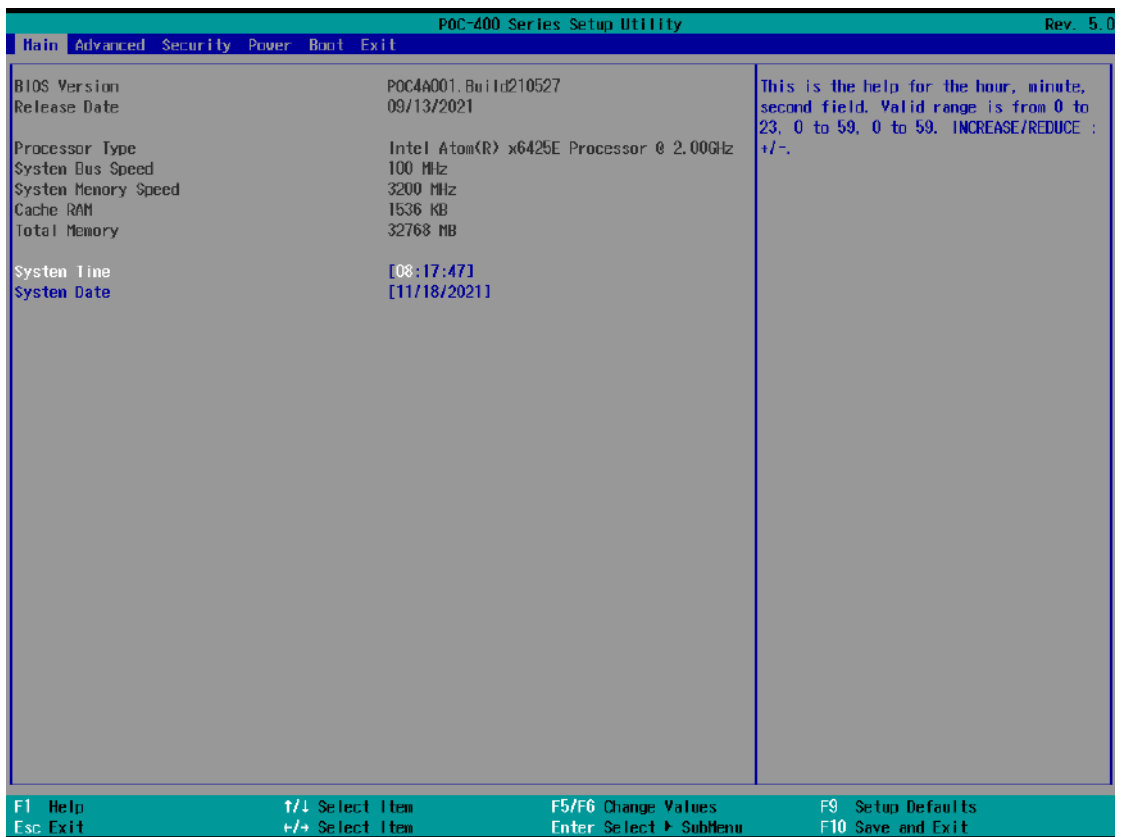 POC-400 Series Setup Utility Rev. 5.0
Main Advanced Security Power Boot Exit
BIOS Version POC4A001.Build210527
Release Date 09/13/2021
Processor Type Intel Atom(R) x6425E Processor @ 2.00GHz
System Bus Speed 100 MHz
System Memory Speed 3200 MHz
Cache RAM 1536 KB
Total Memory 32768 MB
System Time [08:17:47]
System Date [11/18/2021]
This is the help for the hour, minute,
second field. Valid range is from 0 to
23, 0 to 59, 0 to 59. INCREASE/REDUCE :
+/-.
F1 Help ↑/↓ Select Item F5/F6 Change Values F9 Setup Defaults
Esc Exit ←/→ Select Item Enter Select ▶ SubMenu F10 Save and Exit